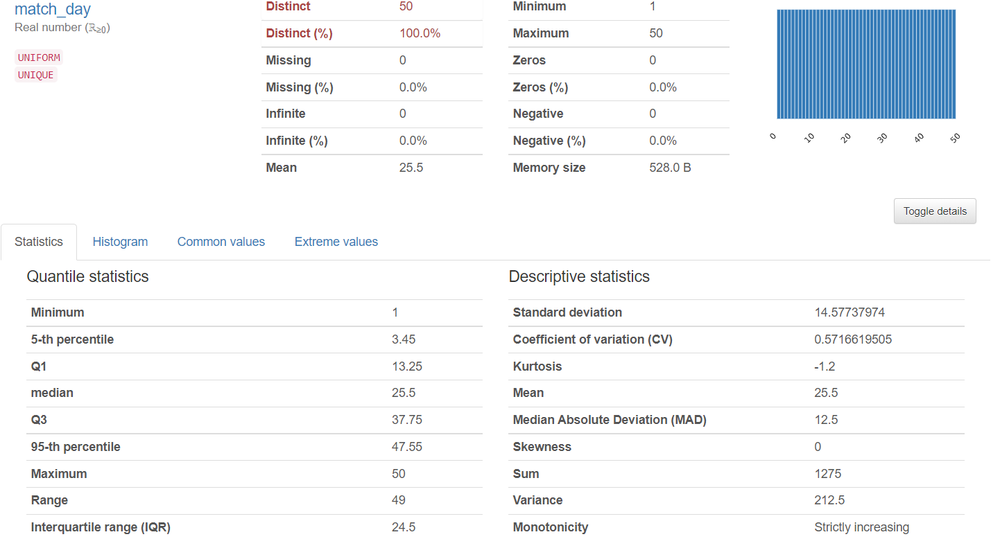 match_day
Real number (ℝ≥0)
UNIFORM
UNIQUE
Distinct 50
Distinct (%) 100.0%
Missing 0
Missing (%) 0.0%
Infinite 0
Infinite (%) 0.0%
Mean 25.5
Minimum 1
Maximum 50
Zeros 0
Zeros (%) 0.0%
Negative 0
Negative (%) 0.0%
Memory size 528.0 B
0 10 20 30 40 50
Toggle details
Statistics Histogram Common values Extreme values
Quantile statistics
Minimum 1
5-th percentile 3.45
Q1 13.25
median 25.5
Q3 37.75
95-th percentile 47.55
Maximum 50
Range 49
Interquartile range (IQR) 24.5
Descriptive statistics
Standard deviation 14.57737974
Coefficient of variation (CV) 0.5716619505
Kurtosis -1.2
Mean 25.5
Median Absolute Deviation (MAD) 12.5
Skewness 0
Sum 1275
Variance 212.5
Monotonicity Strictly increasing